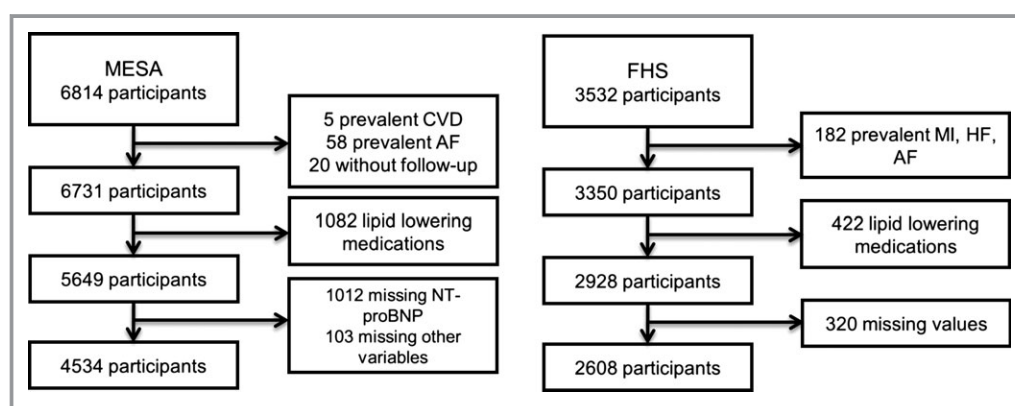 MESA
6814 participants
5 prevalent CVD
58 prevalent AF
20 without follow-up
6731 participants
1082 lipid lowering
medications
5649 participants
1012 missing NT-
proBNP
103 missing other
variables
4534 participants
FHS
3532 participants
182 prevalent MI, HF,
AF
3350 participants
422 lipid lowering
medications
2928 participants
320 missing values
2608 participants